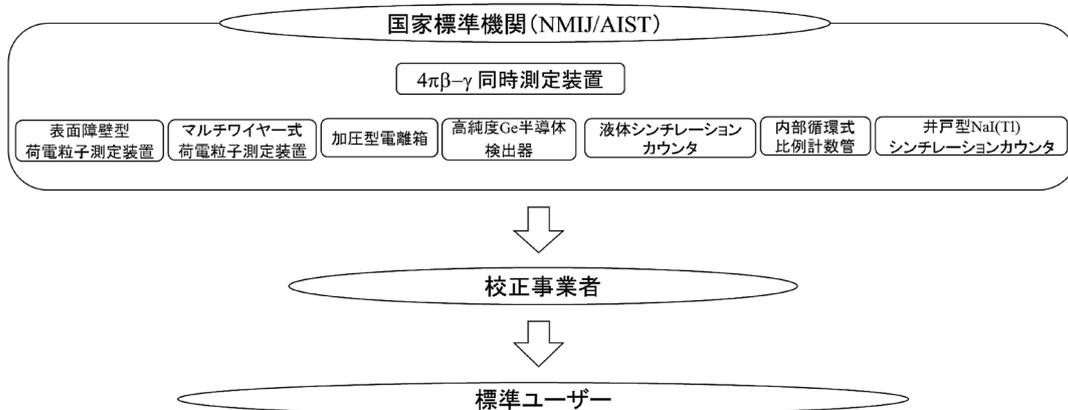 国家標準機関(NMIJ/AIST)
4πβ−γ 同時測定装置
表面障壁型
荷電粒子測定装置
マルチワイヤー式
荷電粒子測定装置
加圧型電離箱
高純度Ge半導体
検出器
液体シンチレーション
カウンタ
内部循環式
比例計数管
井戸型NaI(Tl)
シンチレーションカウンタ
校正事業者
標準ユーザー